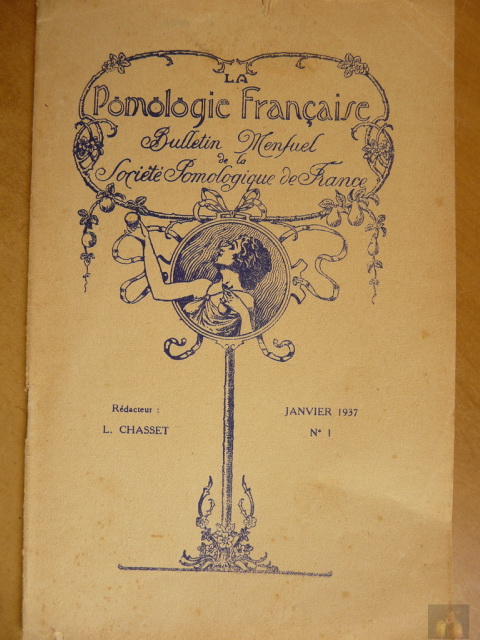 LA
Pomologie Française
Bulletin Mensuel
de la
Société Pomologique de France
Rédacteur :
L. CHASSET
JANVIER 1937
N° 1